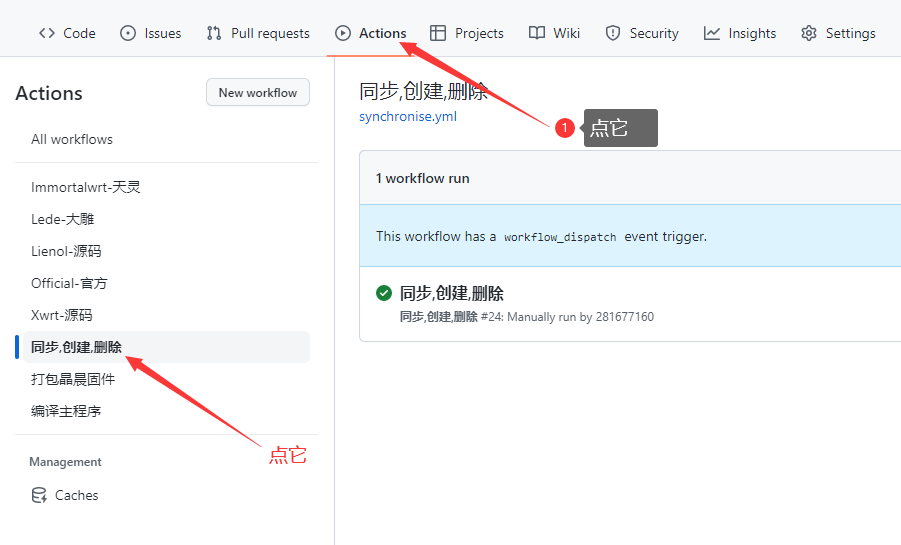 Code
Issues
Pull requests
Actions
Projects
Wiki
Security
Insights
Settings
Actions
New workflow
All workflows
Immortalwrt-天灵
Lede-大雕
Lienol-源码
Official-官方
Xwrt-源码
同步,创建,删除
打包晶晨固件
编译主程序
Management
Caches
点它
同步,创建,删除
synchronise.yml
1
点它
1 workflow run
This workflow has a workflow_dispatch event trigger.
同步,创建,删除
同步,创建,删除 #24: Manually run by 281677160